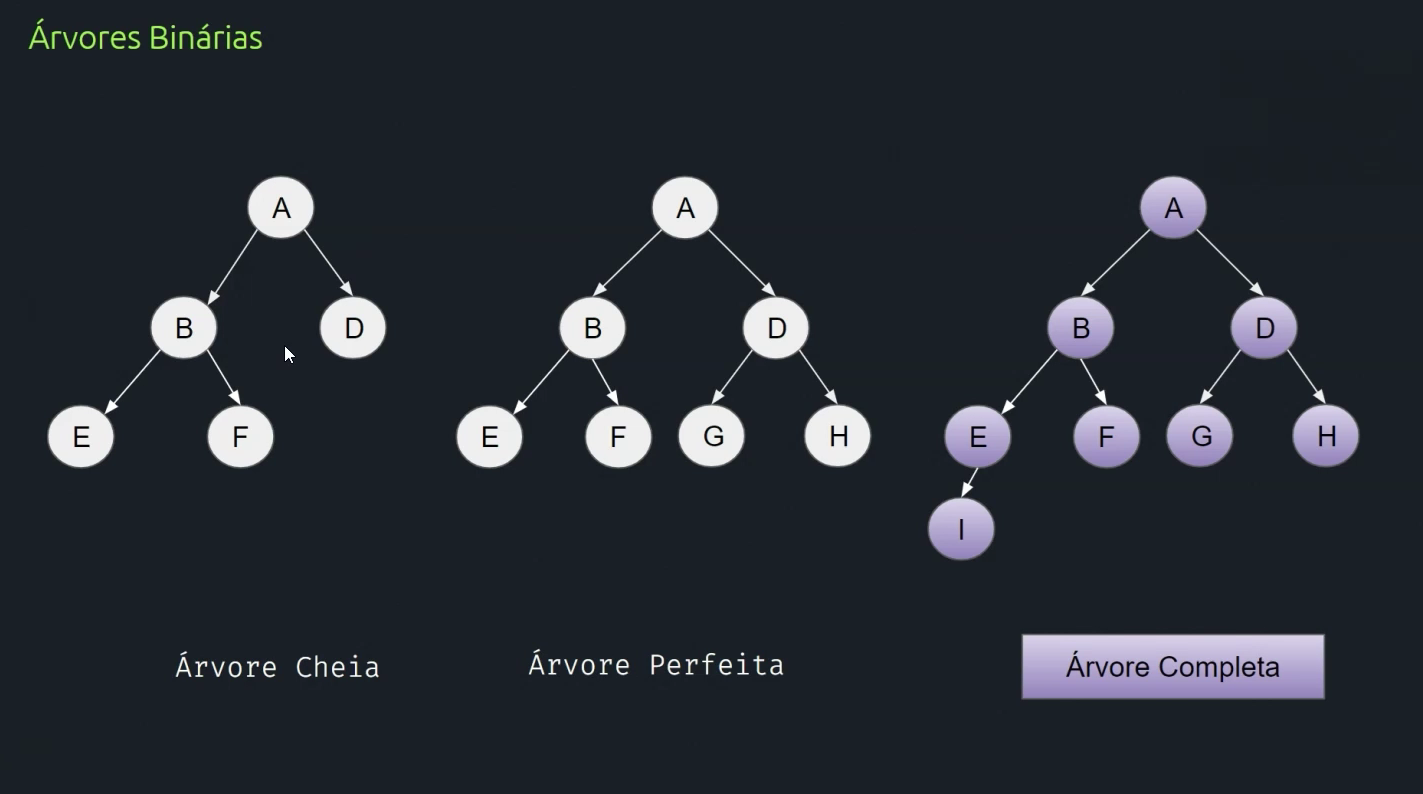 Árvores Binárias
A
B
D
E
F
A
B
D
E
F
G
H
A
B
D
E
F
G
H
I
Árvore Cheia
Árvore Perfeita
Árvore Completa